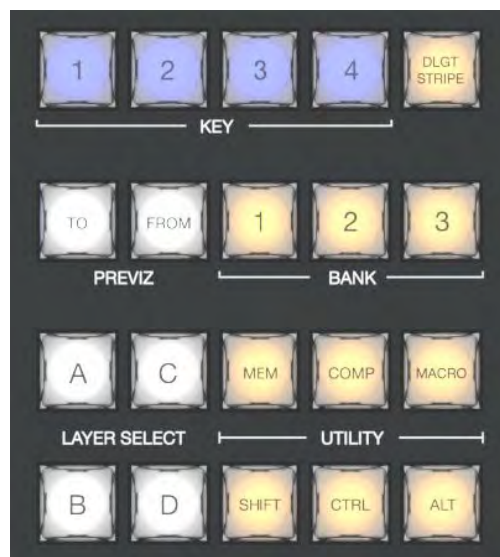 1 2 3 4 DLGT
STRIPE
KEY
TO FROM 1 2 3
PREVIZ BANK
A C MEM COMP MACRO
LAYER SELECT UTILITY
B D SHIFT CTRL ALT